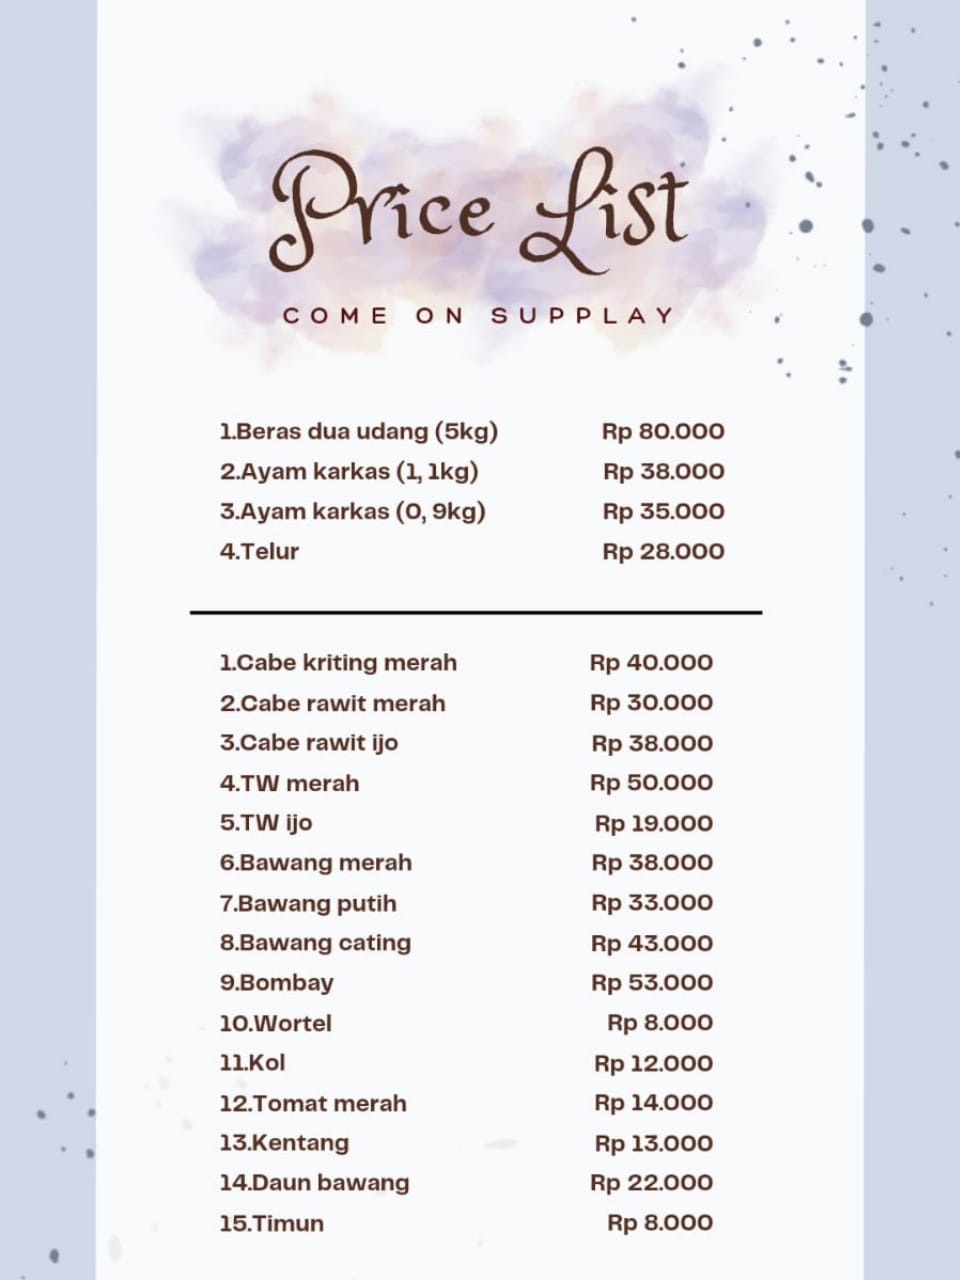 Price List
COME ON SUPPLAY
1.Beras dua udang (5kg) Rp 80.000
2.Ayam karkas (1, 1kg) Rp 38.000
3.Ayam karkas (0, 9kg) Rp 35.000
4.Telur Rp 28.000
1.Cabe kriting merah Rp 40.000
2.Cabe rawit merah Rp 30.000
3.Cabe rawit ijo Rp 38.000
4.TW merah Rp 50.000
5.TW ijo Rp 19.000
6.Bawang merah Rp 38.000
7.Bawang putih Rp 33.000
8.Bawang cating Rp 43.000
9.Bombay Rp 53.000
10.Wortel Rp 8.000
11.Kol Rp 12.000
12.Tomat merah Rp 14.000
13.Kentang Rp 13.000
14.Daun bawang Rp 22.000
15.Timun Rp 8.000